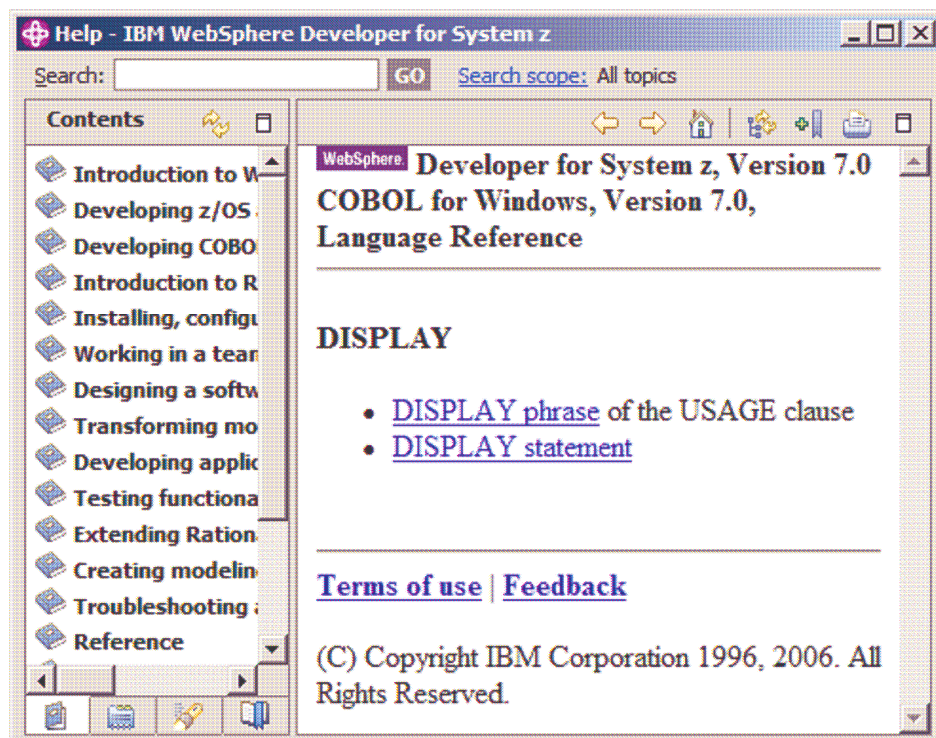 Help - IBM WebSphere Developer for System z
Search:
GO
Search scope: All topics
Contents
Introduction to W
Developing z/OS
Developing COBO
Introduction to R
Installing, configu
Working in a team
Designing a softw
Transforming mo
Developing applic
Testing functiona
Extending Ration
Creating modelin
Troubleshooting a
Reference
WebSphere. Developer for System z, Version 7.0
COBOL for Windows, Version 7.0,
Language Reference
DISPLAY
• DISPLAY phrase of the USAGE clause
• DISPLAY statement
Terms of use | Feedback
(C) Copyright IBM Corporation 1996, 2006. All
Rights Reserved.